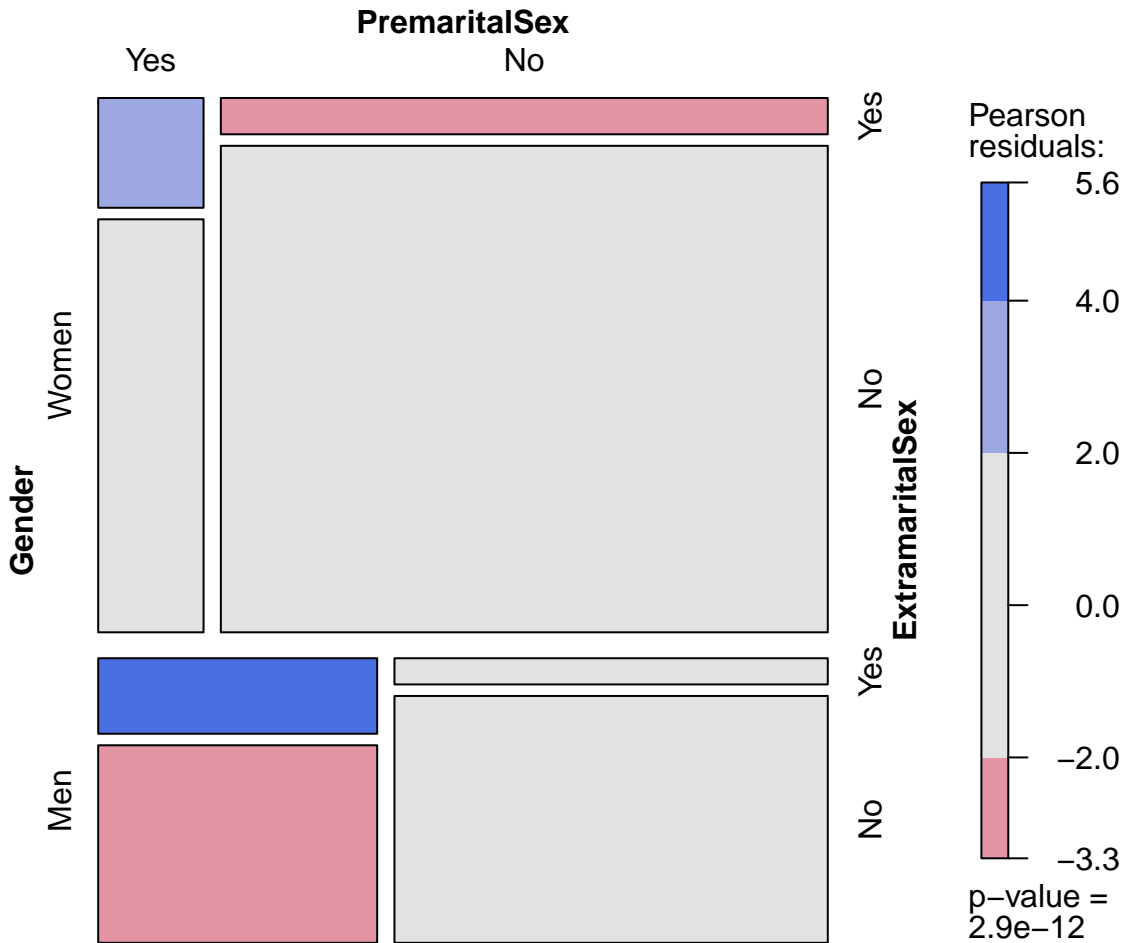 PremaritalSex
Yes No
Gender
Women
Men
Yes
No
Yes
No
ExtramaritalSex
Pearson
residuals:
5.6
4.0
2.0
0.0
−2.0
−3.3
p−value =
2.9e−12